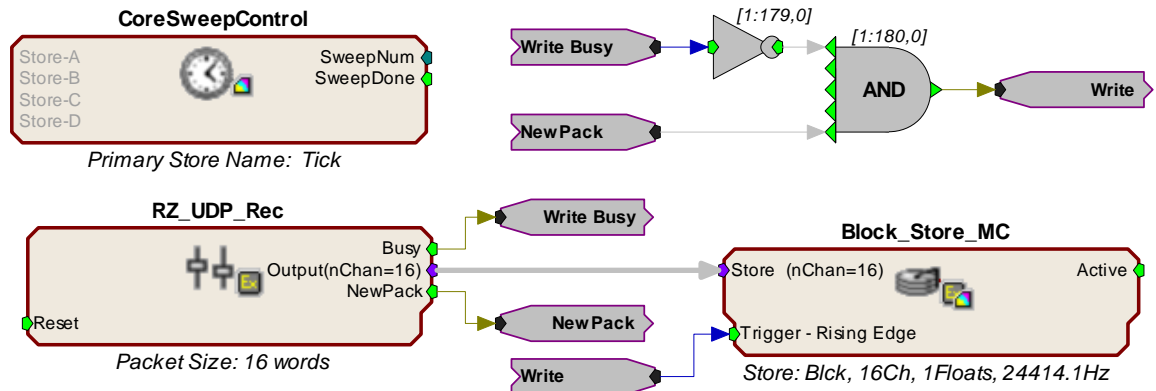 CoreSweepControl
Store-A
Store-B
Store-C
Store-D
SweepNum
SweepDone
Primary Store Name: Tick
Write Busy
[1:179,0]
[1:180,0]
AND
Write
NewPack
RZ_UDP_Rec
Busy
Output(nChan=16)
NewPack
Reset
Ex
Packet Size: 16 words
Write Busy
NewPack
Write
Block_Store_MC
Store (nChan=16)
Active
Ex
Trigger - Rising Edge
Store: Blck, 16Ch, 1Floats, 24414.1Hz